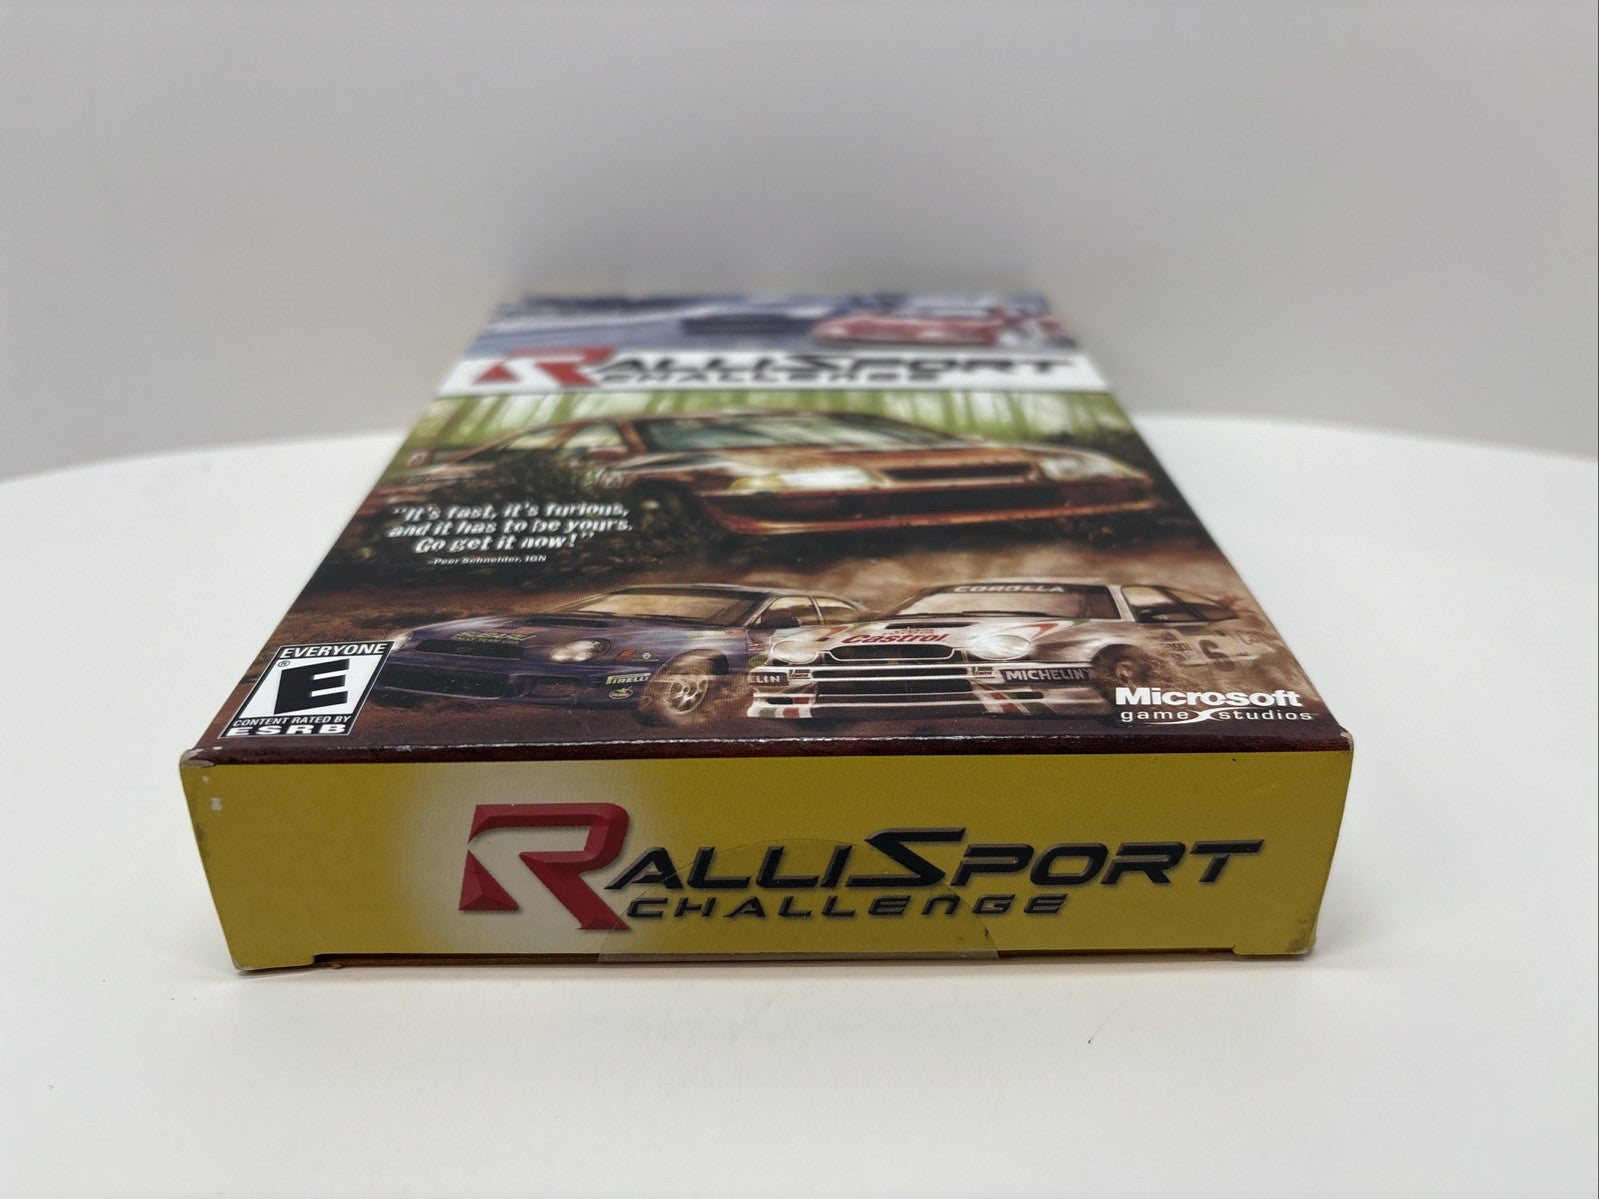 RALLISPORT
CHALLENGE
"It's fast, it's furious,
and it has to be yours.
Go get it now!"
–Peer Schneider, IGN
COROLLA
Castrol
PIRELLI
ELIN
MICHELIN
EVERYONE
E
®
CONTENT RATED BY
ESRB
Microsoft
game studios
RALLISPORT
CHALLENGE